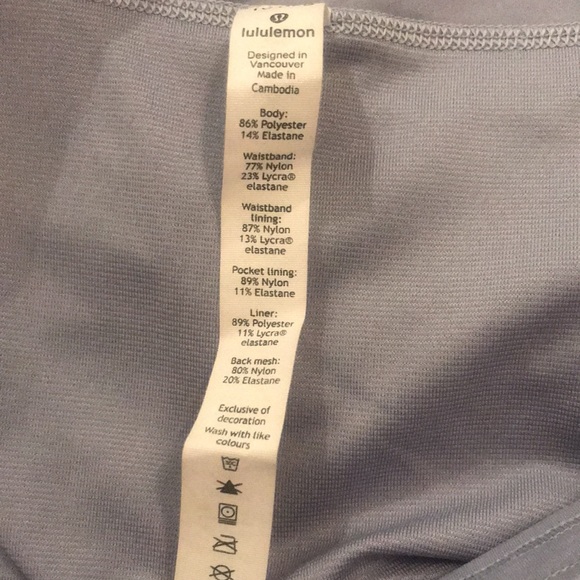 lululemon
Designed in
Vancouver
Made in
Cambodia
Body:
86% Polyester
14% Elastane
Waistband:
77% Nylon
23% Lycra®
elastane
Waistband
lining:
87% Nylon
13% Lycra®
elastane
Pocket lining:
89% Nylon
11% Elastane
Liner:
89% Polyester
11% Lycra®
elastane
Back mesh:
80% Nylon
20% Elastane
Exclusive of
decoration
Wash with like
colours